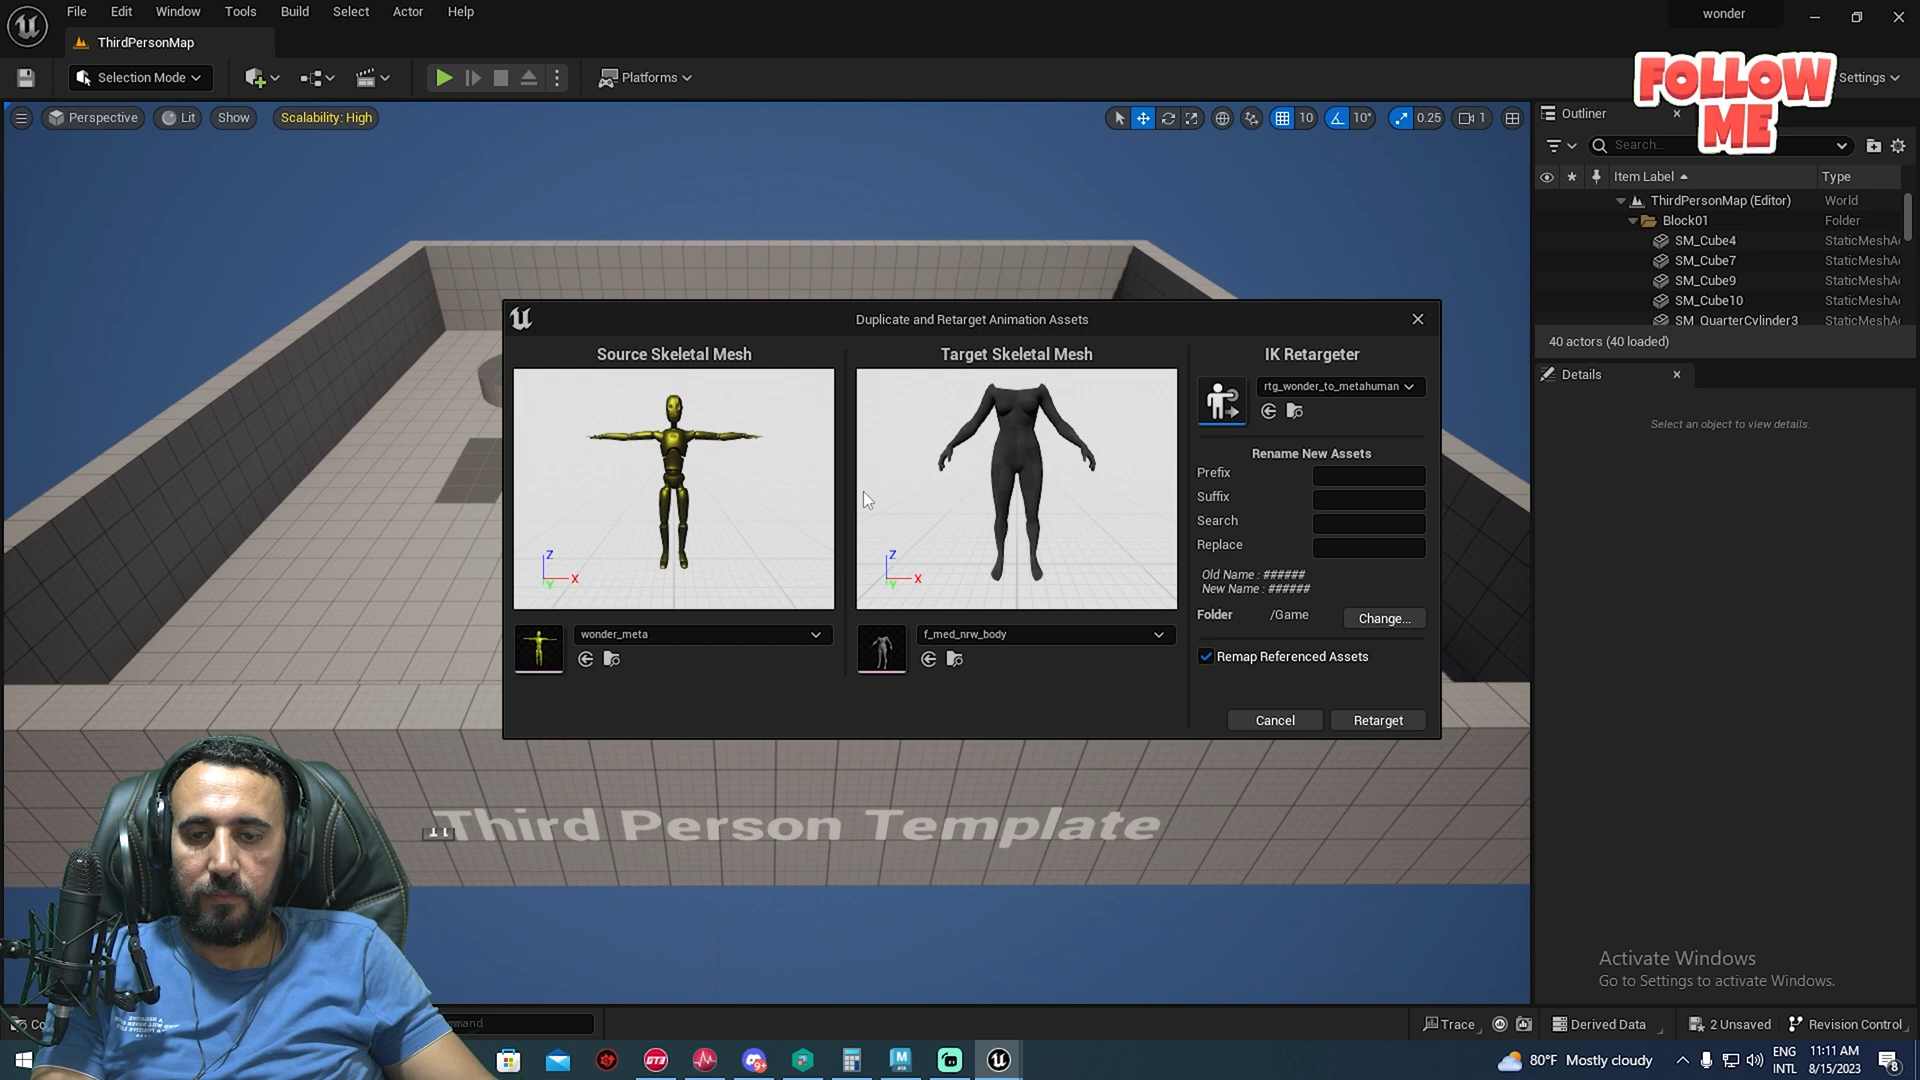 File Edit Window Tools Build Select Actor Help
wonder
ThirdPersonMap
Selection Mode
Platforms
Settings
FOLLOW
ME
Perspective
Lit
Show
Scalability: High
10
10°
0.25
1
Outliner
Search...
Item Label
Type
ThirdPersonMap (Editor) World
Block01 Folder
SM_Cube4 StaticMeshA
SM_Cube7 StaticMeshA
SM_Cube9 StaticMeshA
SM_Cube10 StaticMeshA
SM_QuarterCylinder3 StaticMeshA
40 actors (40 loaded)
Details
Select an object to view details.
Duplicate and Retarget Animation Assets
Source Skeletal Mesh
Target Skeletal Mesh
IK Retargeter
rtg_wonder_to_metahuman
Rename New Assets
Prefix
Suffix
Search
Replace
Old Name : ######
New Name : ######
Folder /Game Change...
Remap Referenced Assets
Z
X
Y
Z
X
Y
wonder_meta
f_med_nrw_body
Cancel
Retarget
Third Person Template
Activate Windows
Go to Settings to activate Windows.
Co
mmand
Trace
Derived Data
2 Unsaved
Revision Control
GT3
9+
M
80°F Mostly cloudy
ENG
INTL
11:11 AM
8/15/2023
8